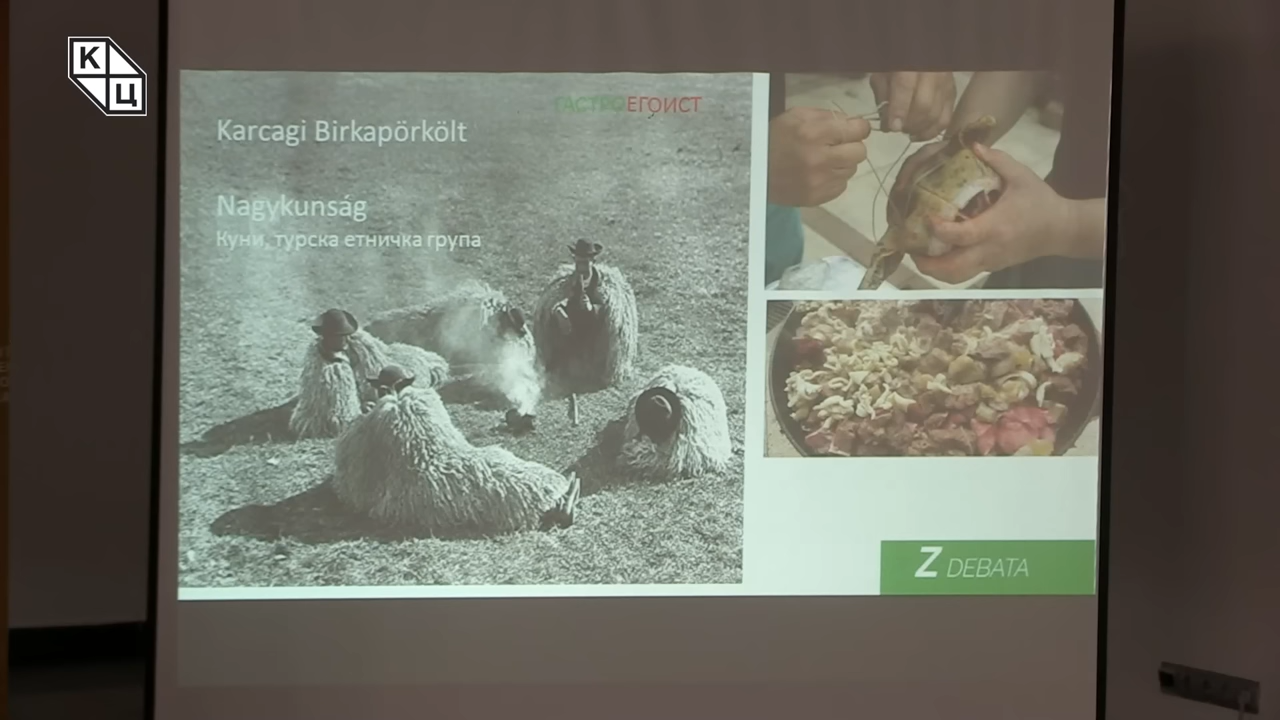 К
Ц
ГАСТРОЕГОИСТ
Karcagi Birkapörkölt
Nagykunság
Куни, турска етничка група
Z DEBATA